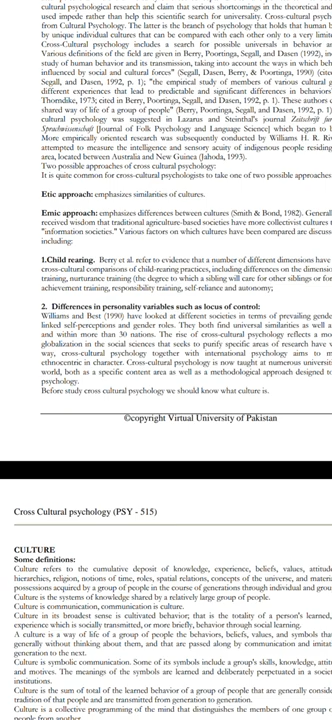 cultural psychological research and claim that serious shortcomings in the theoretical and
used impede rather than help this scientific search for universality. Cross-cultural psych
from Cultural Psychology. The latter is the branch of psychology that holds that human b
by unique individual cultures that can be compared with each other only to a very limite
Cross-Cultural psychology includes a search for possible universals in behavior an
Various definitions of the field are given in Berry, Poortinga, Segall, and Dasen (1992), in
study of human behavior and its transmission, taking into account the ways in which beh
influenced by social and cultural forces" (Segall, Dasen, Berry, & Poortinga, 1990) (cite
Segall, and Dasen, 1992, p. 1); "the empirical study of members of various cultural g
different experiences that lead to predictable and significant differences in behavior
Thorndike, 1973; cited in Berry, Poortinga, Segall, and Dasen, 1992, p. 1). These authors d
shared way of life of a group of people" (Berry, Poortinga, Segall, and Dasen, 1992, p. 1)
cultural psychology was suggested in Lazarus and Steinthal's journal Zeitschrift fur
Sprachwissenschaft [Journal of Folk Psychology and Language Science] which began to
More empirically oriented research was subsequently conducted by Williams H. R. Riv
attempted to measure the intelligence and sensory acuity of indigenous people residing
area, located between Australia and New Guinea (Jahoda, 1993).
Two possible approaches of cross cultural psychology:
It is quite common for cross-cultural psychologists to take one of two possible approaches
Etic approach: emphasizes similarities of cultures.
Emic approach: emphasizes differences between cultures (Smith & Bond, 1982). General
received wisdom that traditional agriculture-based societies have more collectivist cultures t
"information societies." Various factors on which cultures have been compared are discuss
including:
1.Child rearing. Berry et al. refer to evidence that a number of different dimensions have
cross-cultural comparisons of child-rearing practices, including differences on the dimensio
training, nurturance training (the degree to which a sibling will care for other siblings or for
achievement training, responsibility training, self-reliance and autonomy;
2. Differences in personality variables such as locus of control:
Williams and Best (1990) have looked at different societies in terms of prevailing gende
linked self-perceptions and gender roles. They both find universal similarities as well a
and within more than 30 nations. The rise of cross-cultural psychology reflects a mo
globalization in the social sciences that seeks to purify specific areas of research have v
way, cross-cultural psychology together with international psychology aims to m
ethnocentric in character. Cross-cultural psychology is now taught at numerous universiti
world, both as a specific content area as well as a methodological approach designed to
psychology.
Before study cross cultural psychology we should know what culture is.
©copyright Virtual University of Pakistan
Cross Cultural psychology (PSY - 515)
CULTURE
Some definitions:
Culture refers to the cumulative deposit of knowledge, experience, beliefs, values, attitude
hierarchies, religion, notions of time, roles, spatial relations, concepts of the universe, and materi
possessions acquired by a group of people in the course of generations through individual and grou
Culture is the systems of knowledge shared by a relatively large group of people.
Culture is communication, communication is culture.
Culture in its broadest sense is cultivated behavior; that is the totality of a person's learned,
experience which is socially transmitted, or more briefly, behavior through social learning.
A culture is a way of life of a group of people the behaviors, beliefs, values, and symbols that
generally without thinking about them, and that are passed along by communication and imitat
generation to the next.
Culture is symbolic communication. Some of its symbols include a group's skills, knowledge, attit
and motives. The meanings of the symbols are learned and deliberately perpetuated in a societ
institutions.
Culture is the sum of total of the learned behavior of a group of people that are generally consid
tradition of that people and are transmitted from generation to generation.
Culture is a collective programming of the mind that distinguishes the members of one group o
people from another.